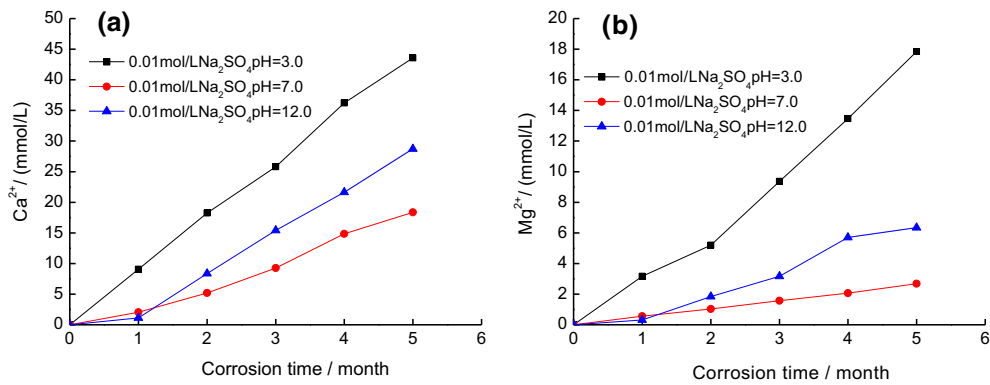 (a)
50
45
40
35
30
25
20
15
10
5
0
Ca²⁺/ (mmol/L)
0.01mol/LNa₂SO₄pH=3.0
0.01mol/LNa₂SO₄pH=7.0
0.01mol/LNa₂SO₄pH=12.0
0 1 2 3 4 5 6
Corrosion time / month
(b)
20
18
16
14
12
10
8
6
4
2
0
Mg²⁺/ (mmol/L)
0.01mol/LNa₂SO₄pH=3.0
0.01mol/LNa₂SO₄pH=7.0
0.01mol/LNa₂SO₄pH=12.0
0 1 2 3 4 5 6
Corrosion time / month